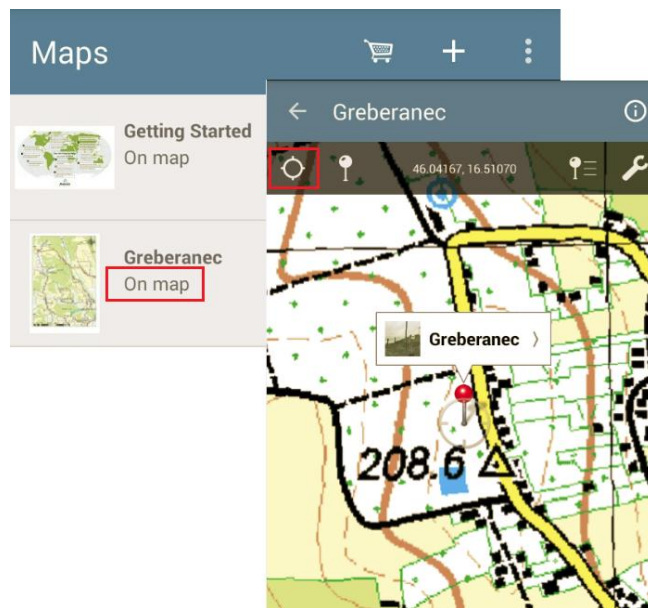 Maps
Getting Started
On map
Greberanec
On map
Greberanec
46.04167, 16.51070
Greberanec
208.6